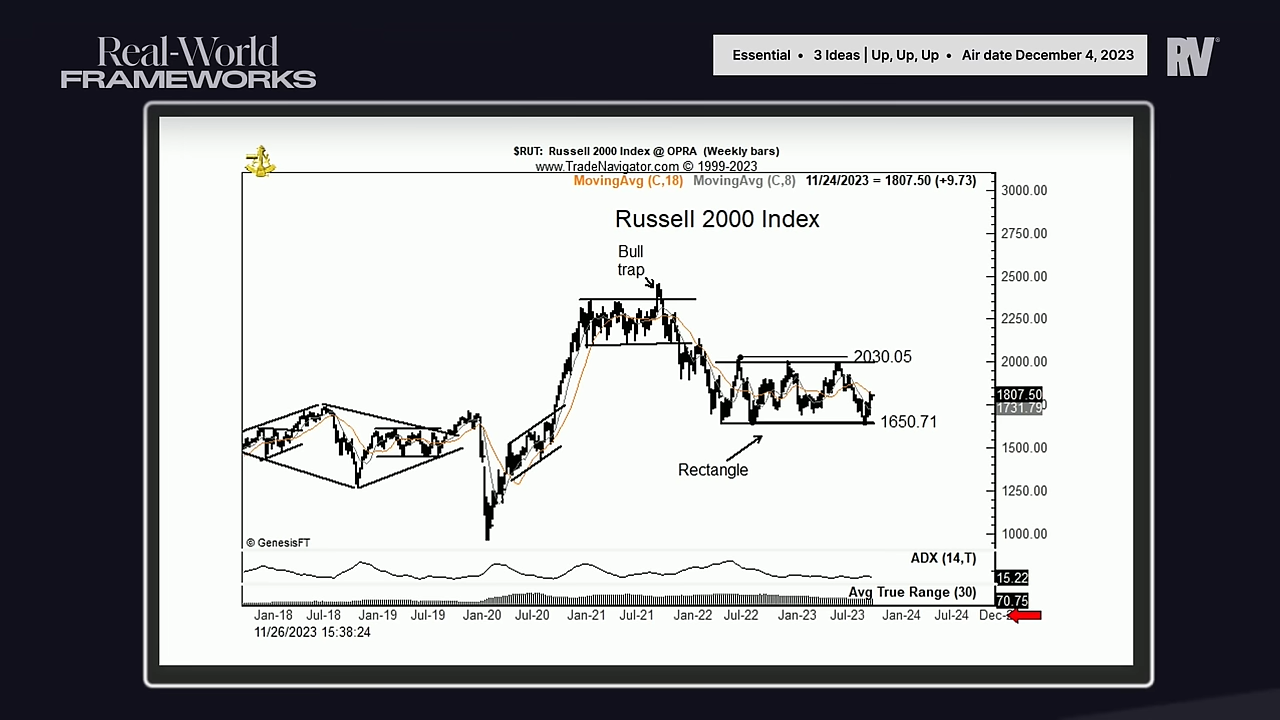 Real-World
FRAMEWORKS
Essential • 3 Ideas | Up, Up, Up • Air date December 4, 2023
RV
$RUT: Russell 2000 Index @ OPRA (Weekly bars)
www.TradeNavigator.com © 1999-2023
MovingAvg (C,18) MovingAvg (C,8) 11/24/2023 = 1807.50 (+9.73)
Russell 2000 Index
Bull
trap
Rectangle
2030.05
1650.71
3000.00
2750.00
2500.00
2250.00
2000.00
1807.50
1731.79
1500.00
1250.00
1000.00
© GenesisFT
ADX (14,T)
15.22
Avg True Range (30)
70.75
Jan-18 Jul-18 Jan-19 Jul-19 Jan-20 Jul-20 Jan-21 Jul-21 Jan-22 Jul-22 Jan-23 Jul-23 Jan-24 Jul-24 Dec-
11/26/2023 15:38:24